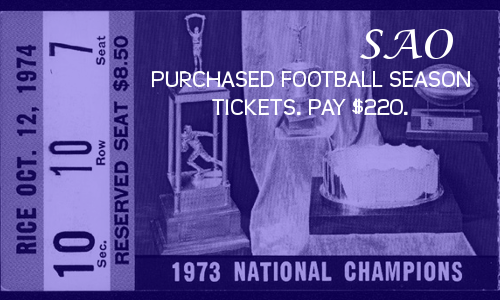 RICE OCT. 12, 1974
10 Sec.
10 Row
7 Seat
RESERVED SEAT $8.50
SAO
PURCHASED FOOTBALL SEASON
TICKETS. PAY $220.
1973 NATIONAL CHAMPIONS